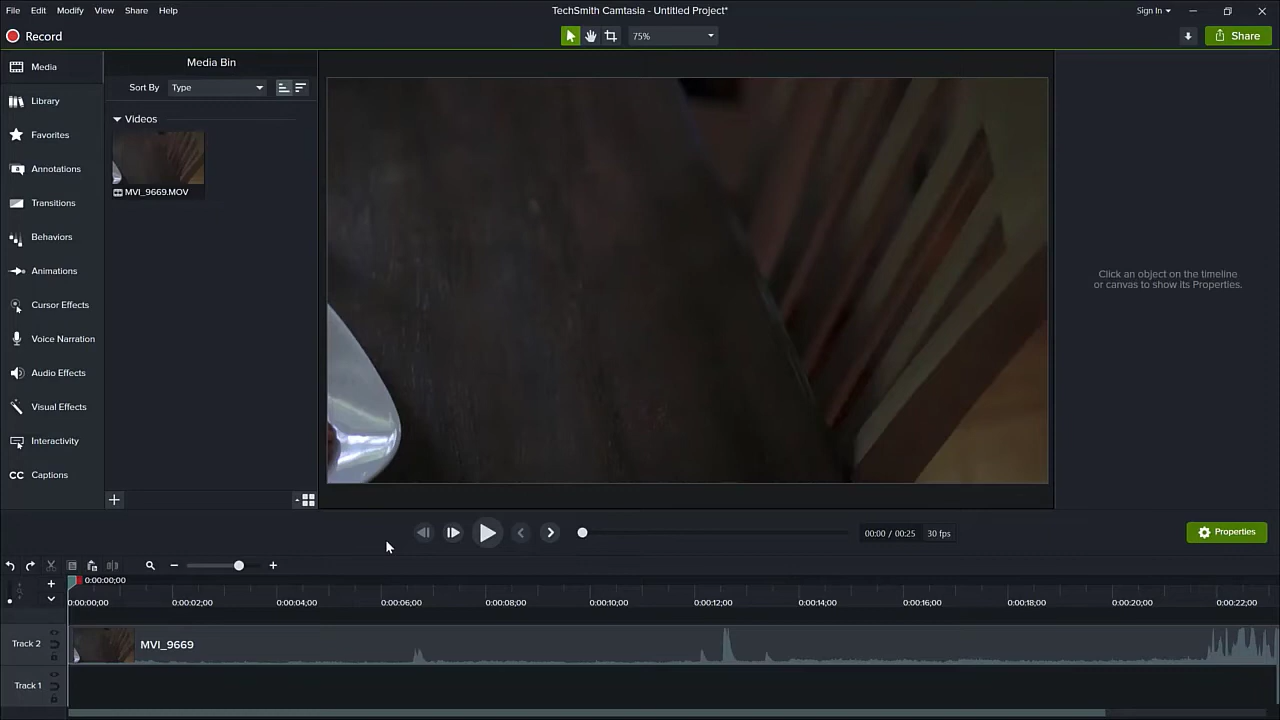 File Edit Modify View Share Help
TechSmith Camtasia - Untitled Project*
Sign In
Record
75%
Share
Media
Library
Favorites
Annotations
Transitions
Behaviors
Animations
Cursor Effects
Voice Narration
Audio Effects
Visual Effects
Interactivity
CC Captions
Media Bin
Sort By Type
Videos
MVI_9669.MOV
Click an object on the timeline
or canvas to show its Properties.
00:00 / 00:25 30 fps
Properties
0:00:00;00
0:00:00;00 0:00:02;00 0:00:04;00 0:00:06;00 0:00:08;00 0:00:10;00 0:00:12;00 0:00:14;00 0:00:16;00 0:00:18;00 0:00:20;00 0:00:22;00
Track 2
MVI_9669
Track 1